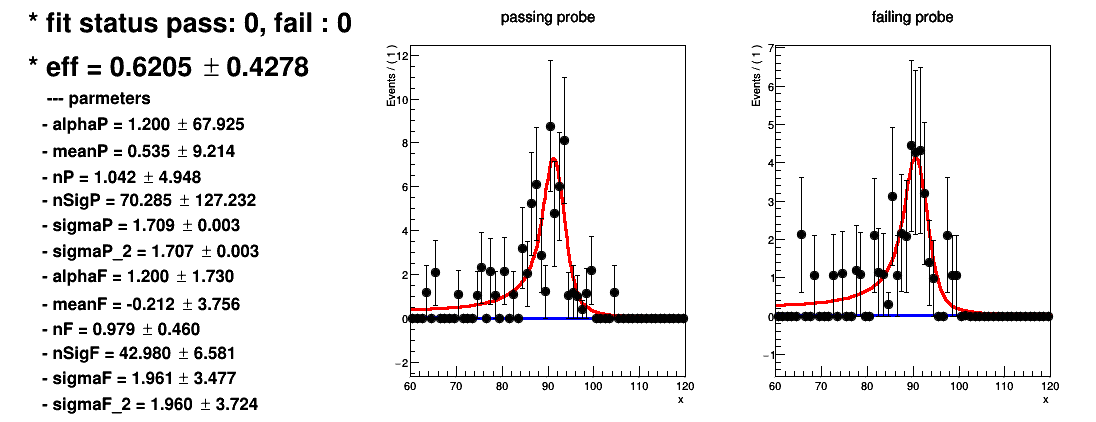 * fit status pass: 0, fail : 0
* eff = 0.6205 ± 0.4278
--- parmeters
- alphaP = 1.200 ± 67.925
- meanP = 0.535 ± 9.214
- nP = 1.042 ± 4.948
- nSigP = 70.285 ± 127.232
- sigmaP = 1.709 ± 0.003
- sigmaP_2 = 1.707 ± 0.003
- alphaF = 1.200 ± 1.730
- meanF = -0.212 ± 3.756
- nF = 0.979 ± 0.460
- nSigF = 42.980 ± 6.581
- sigmaF = 1.961 ± 3.477
- sigmaF_2 = 1.960 ± 3.724
passing probe
Events / ( 1 )
12
10
8
6
4
2
0
−2
60 70 80 90 100 110 120
x
failing probe
Events / ( 1 )
7
6
5
4
3
2
1
0
−1
60 70 80 90 100 110 120
x